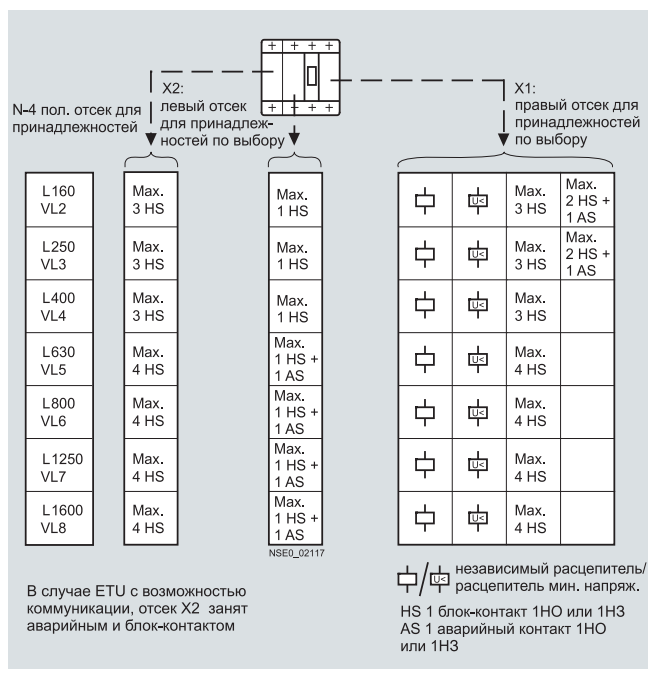 X2:
левый отсек
для принадлеж-
ностей по выбору
X1:
правый отсек для
принадлежностей
по выбору
N-4 пол. отсек для
принадлежностей
L160
VL2
Max.
3 HS
Max.
1 HS
U<
Max.
3 HS
Max.
2 HS +
1 AS
L250
VL3
Max.
3 HS
Max.
1 HS
U<
Max.
3 HS
Max.
2 HS +
1 AS
L400
VL4
Max.
3 HS
Max.
1 HS
U<
Max.
3 HS
L630
VL5
Max.
4 HS
Max.
1 HS +
1 AS
U<
Max.
4 HS
L800
VL6
Max.
4 HS
Max.
1 HS +
1 AS
U<
Max.
4 HS
L1250
VL7
Max.
4 HS
Max.
1 HS +
1 AS
U<
Max.
4 HS
L1600
VL8
Max.
4 HS
Max.
1 HS +
1 AS
U<
Max.
4 HS
NSE0_02117
В случае ETU с возможостью
коммуникации, отсек X2 занят
аварийным и блок-контактом
/ U< независимый расцепитель/
расцепитель мин. напряж.
HS 1 блок-контакт 1НО или 1НЗ
AS 1 аварийный контакт 1НО
или 1НЗ